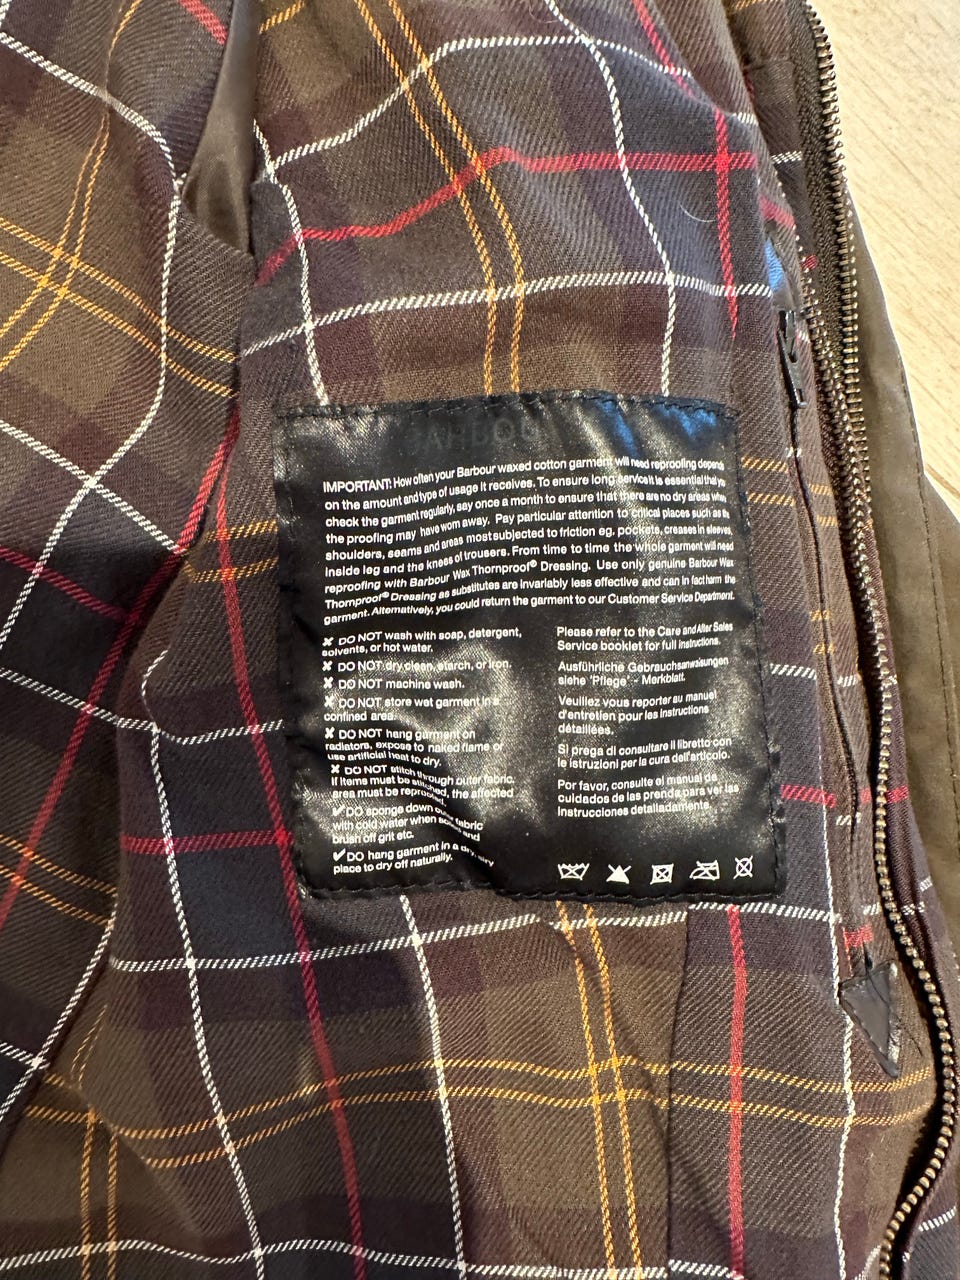 BARBOUR
IMPORTANT: How often your Barbour waxed cotton garment will need reproofing depends
on the amount and type of usage it receives. To ensure long service it is essential that you
check the garment regularly, say once a month to ensure that there are no dry areas where
the proofing may have worn away. Pay particular attention to critical places such as the
shoulders, seams and areas most subjected to friction eg. pockets, creases in sleeves,
inside leg and the knees of trousers. From time to time the whole garment will need
reproofing with Barbour Wax Thornproof® Dressing. Use only genuine Barbour Wax
Thornproof® Dressing as substitutes are invariably less effective and can in fact harm the
garment. Alternatively, you could return the garment to our Customer Service Department.
✘ DO NOT wash with soap, detergent,
solvents, or hot water.
✘ DO NOT dry clean, starch, or iron.
✘ DO NOT machine wash.
✘ DO NOT store wet garment in a
confined area.
✘ DO NOT hang garment on
radiators, expose to naked flame or
use artificial heat to dry.
✘ DO NOT stitch through outer fabric.
If items must be stitched, the affected
area must be reproofed.
✔ DO sponge down outer fabric
with cold water when soiled and
brush off grit etc.
✔ DO hang garment in a dry, airy
place to dry off naturally.
Please refer to the Care and After Sales
Service booklet for full instructions.
Ausführliche Gebrauchsanwaisungen
siehe 'Pflege' - Merkblatt.
Veuillez vous reporter au manuel
d'entretien pour les instructions
détaillées.
Si prega di consultare il libretto con
le istruzioni per la cura dell'articolo.
Por favor, consulte el manual de
cuidados de las prenda para ver las
instrucciones detalladamente.